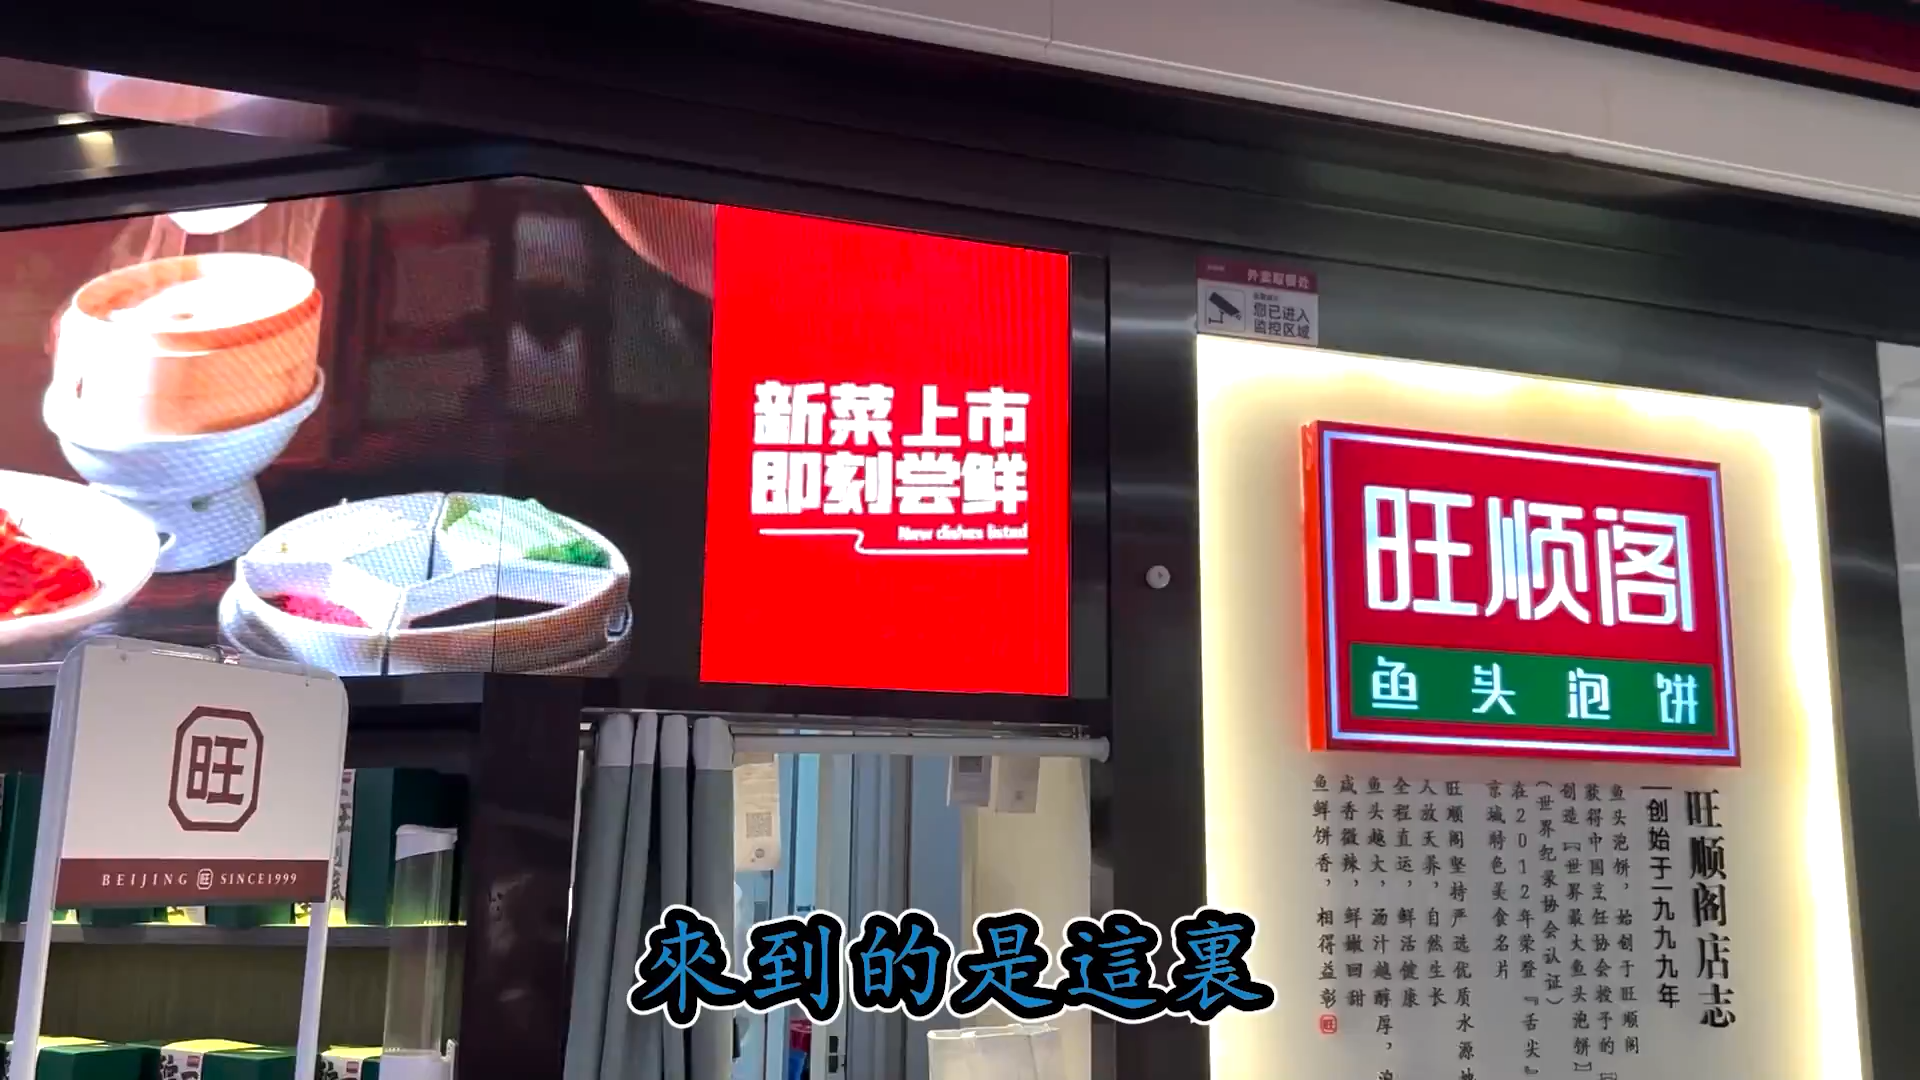 新菜上市
即刻尝鲜
New dishes listed
外卖取餐处
您已进入
监控区域
旺顺阁
鱼头泡饼
旺
BEIJING 旺 SINCE1999
旺顺阁店志
创始于一九九九年
鱼头泡饼，始创于旺顺阁
获得中国烹饪协会授予的
创造【世界最大鱼头泡饼】
（世界纪录协会认证）
在2012年荣登『舌尖』
京城特色美食名片
旺顺阁坚持严选优质水源地
人放天养，自然生长
全程直运，鲜活健康
鱼头越大，汤汁越醇厚，
咸香微辣，鲜嫩回甜
鱼鲜饼香，相得益彰
來到的是這裏